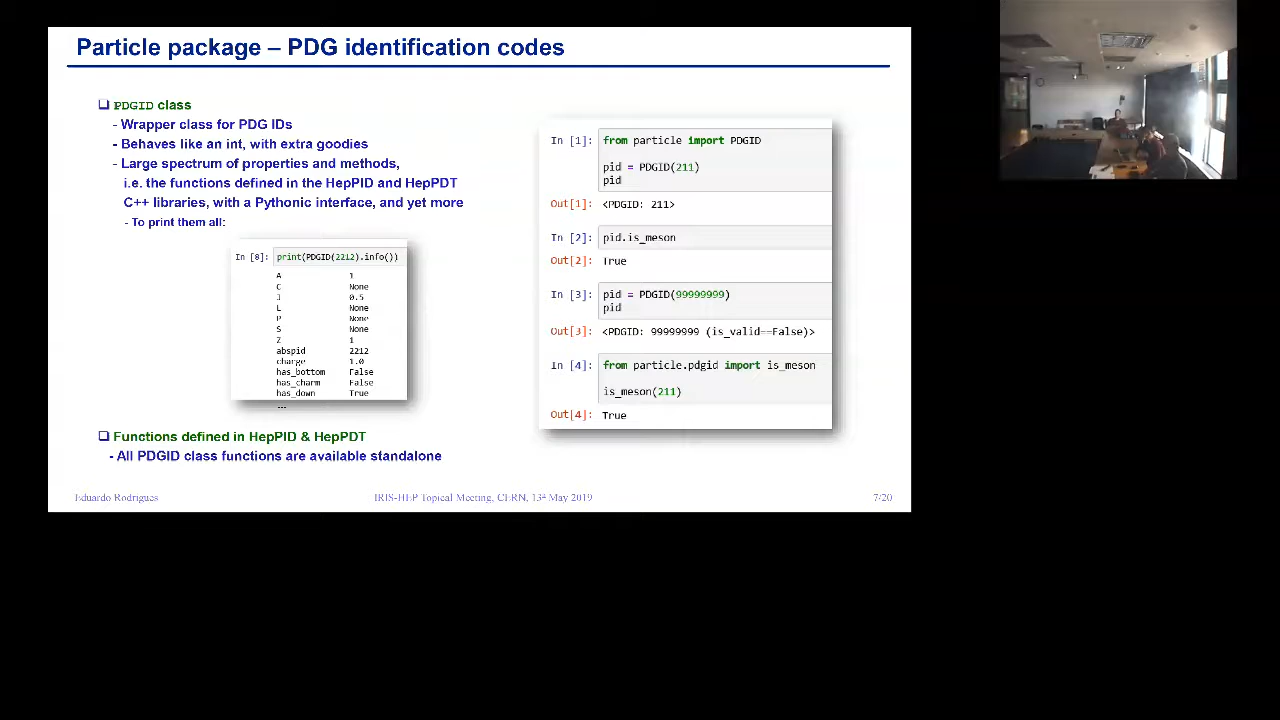 Particle package – PDG identification codes
❑ PDGID class
- Wrapper class for PDG IDs
- Behaves like an int, with extra goodies
- Large spectrum of properties and methods,
i.e. the functions defined in the HepPID and HepPDT
C++ libraries, with a Pythonic interface, and yet more
- To print them all:
In [8]: print(PDGID(2212).info())
A 1
C None
I 0.5
L None
P None
S None
Z 1
abspid 2212
charge 1.0
has_bottom False
has_charm False
has_down True
...
❑ Functions defined in HepPID & HepPDT
- All PDGID class functions are available standalone
In [1]: from particle import PDGID
pid = PDGID(211)
pid
Out[1]: <PDGID: 211>
In [2]: pid.is_meson
Out[2]: True
In [3]: pid = PDGID(99999999)
pid
Out[3]: <PDGID: 99999999 (is_valid==False)>
In [4]: from particle.pdgid import is_meson
is_meson(211)
Out[4]: True
Eduardo Rodrigues
IRIS-HEP Topical Meeting, CERN, 13ª May 2019
7/20